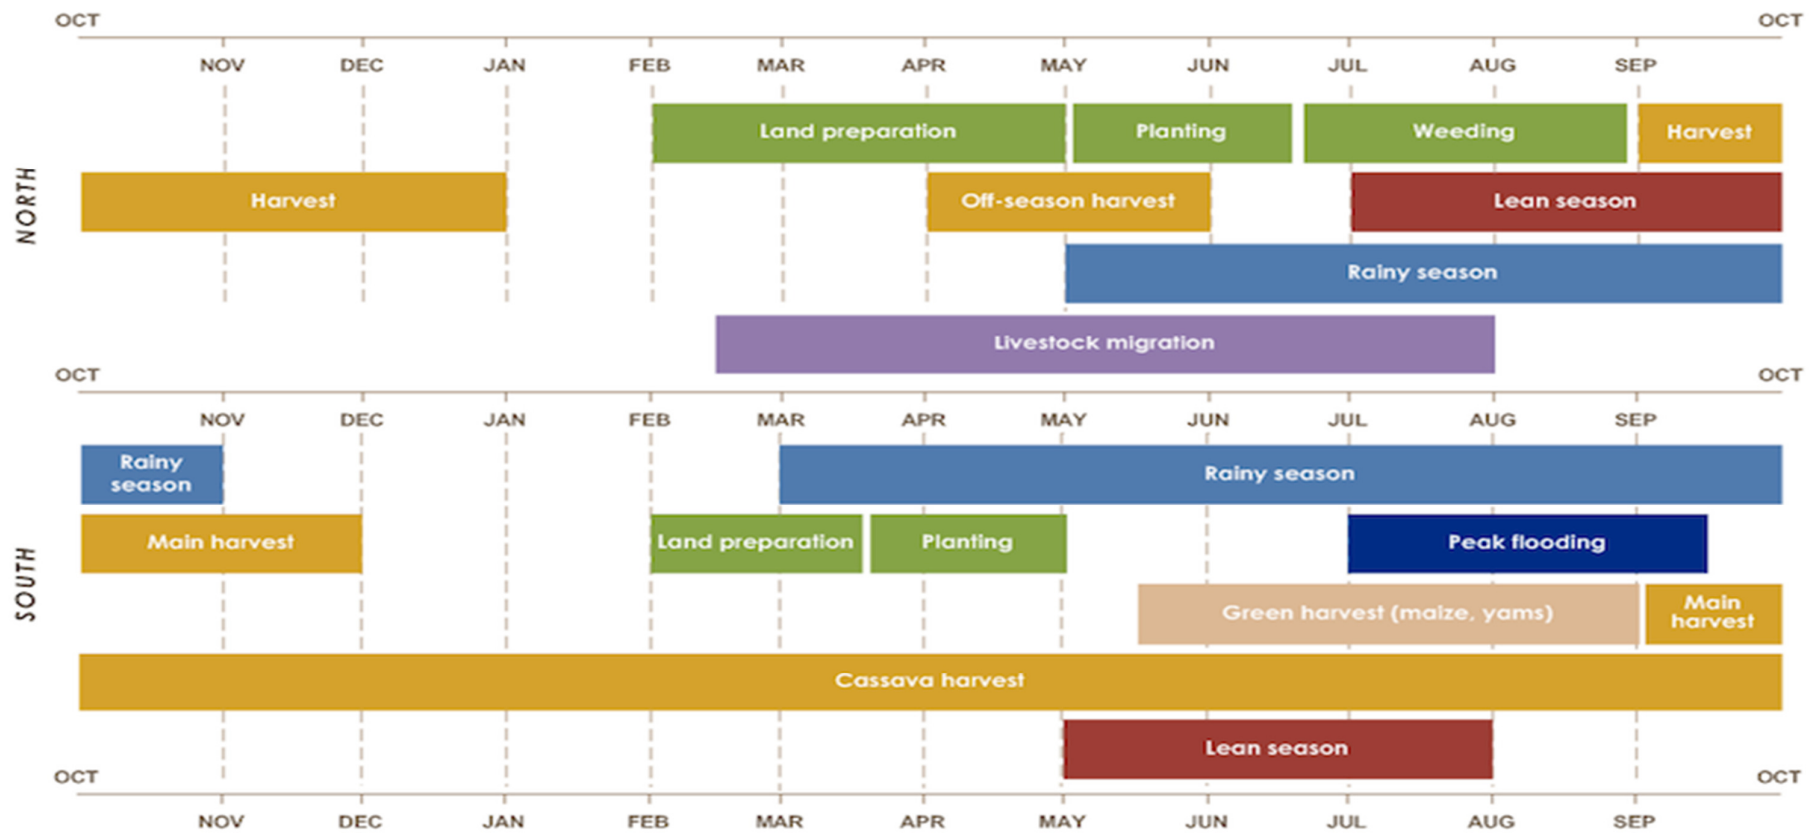 OCT OCT
NOV DEC JAN FEB MAR APR MAY JUN JUL AUG SEP
NORTH
Land preparation Planting Weeding Harvest
Harvest Off-season harvest Lean season
Rainy season
Livestock migration
OCT OCT
NOV DEC JAN FEB MAR APR MAY JUN JUL AUG SEP
SOUTH
Rainy
season
Rainy season
Main harvest Land preparation Planting Peak flooding
Green harvest (maize, yams)
Main
harvest
Cassava harvest
Lean season
OCT OCT
NOV DEC JAN FEB MAR APR MAY JUN JUL AUG SEP